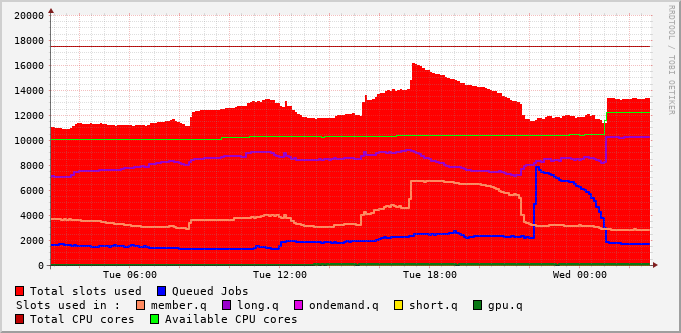 20000
18000
16000
14000
12000
10000
8000
6000
4000
2000
0
Tue 06:00 Tue 12:00 Tue 18:00 Wed 00:00
RRDTOOL / TOBI OETIKER
Total slots used Queued Jobs
Slots used in : member.q long.q ondemand.q short.q gpu.q
Total CPU cores Available CPU cores